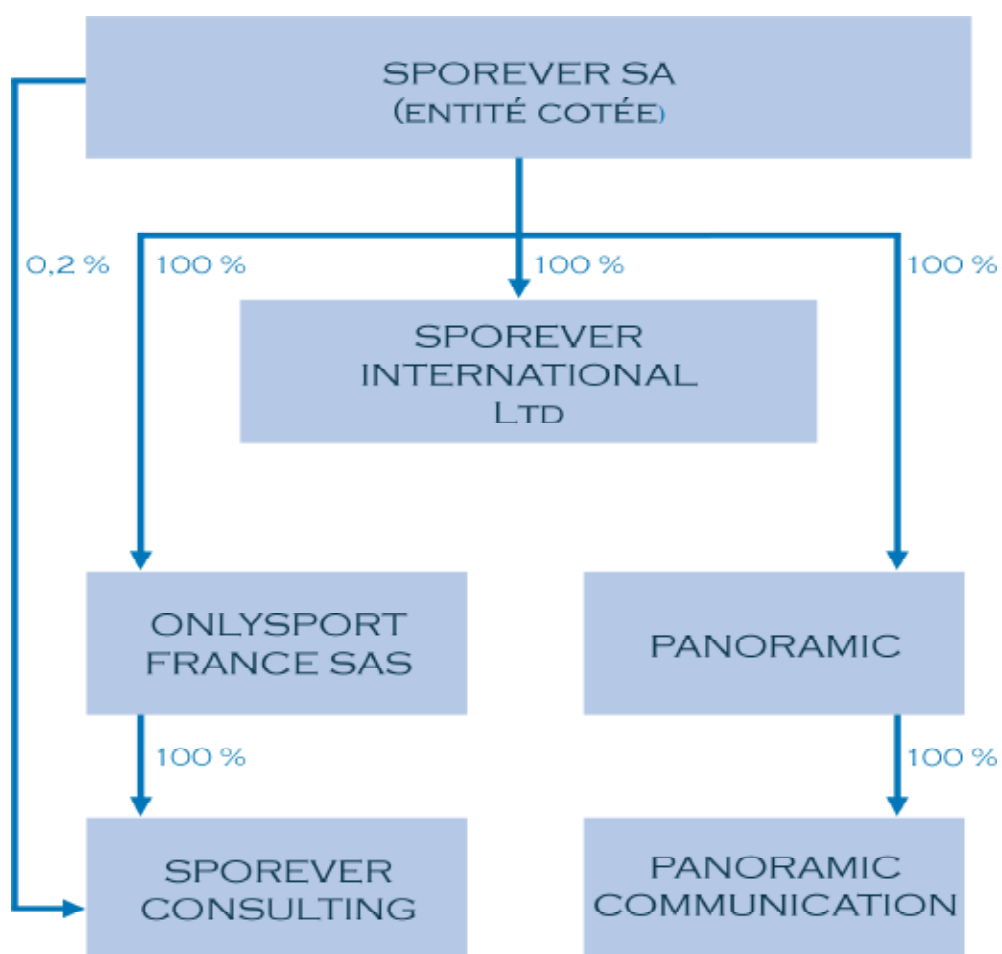 SPOREVER SA
(ENTITÉ COTÉE)
0,2 %
100 %
100 %
100 %
SPOREVER
INTERNATIONAL
LTD
ONLYSPORT
FRANCE SAS
PANORAMIC
100 %
100 %
SPOREVER
CONSULTING
PANORAMIC
COMMUNICATION